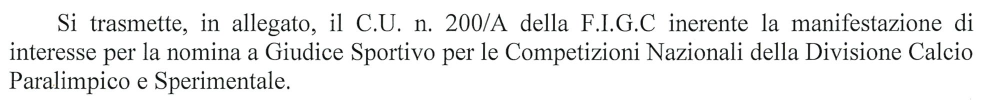 Si trasmette, in allegato, il C.U. n. 200/A della F.I.G.C inerente la manifestazione di
interesse per la nomina a Giudice Sportivo per le Competizioni Nazionali della Divisione Calcio
Paralimpico e Sperimentale.